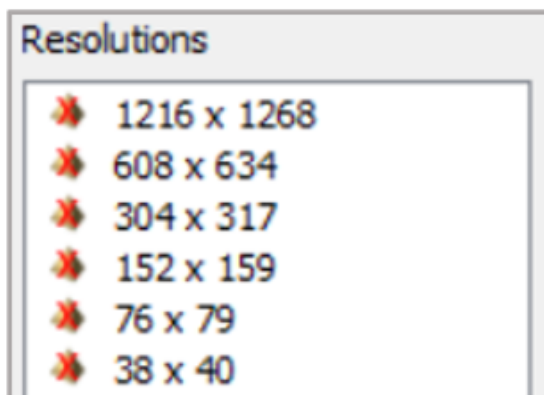 Resolutions
1216 x 1268
608 x 634
304 x 317
152 x 159
76 x 79
38 x 40